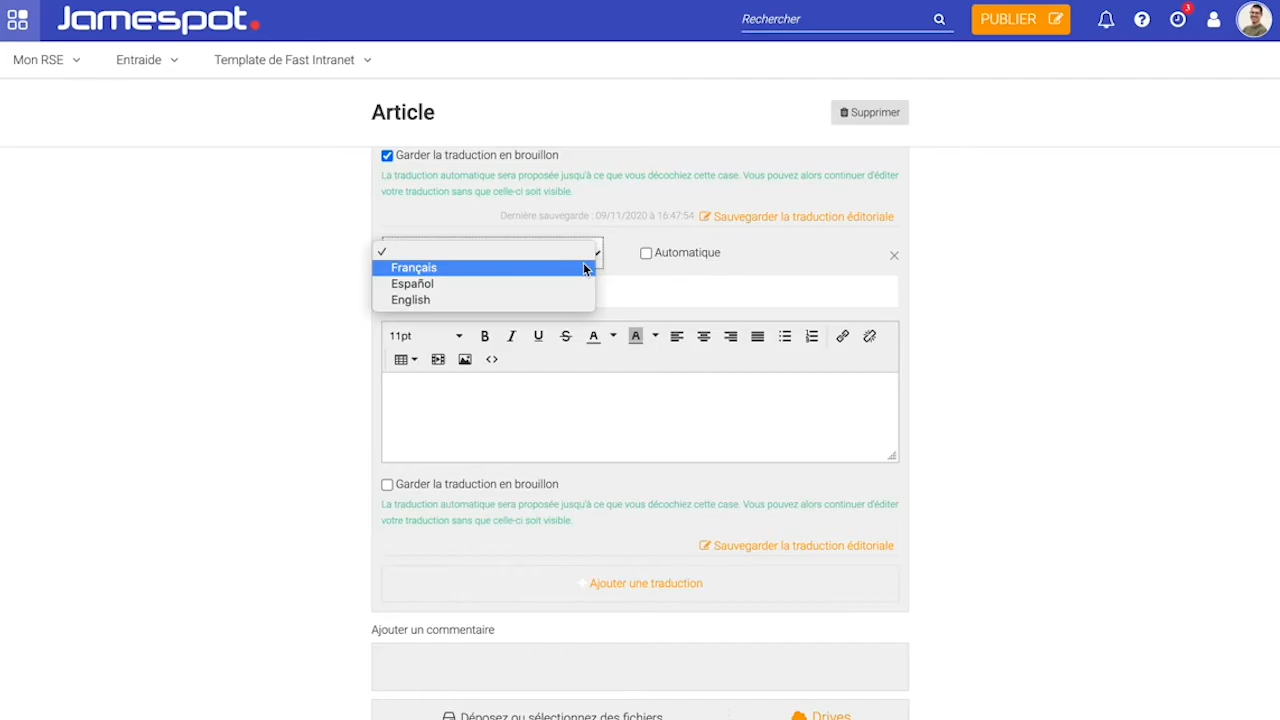 Jamespot.
Rechercher
PUBLIER
3
Mon RSE
Entraide
Template de Fast Intranet
Article
Supprimer
Garder la traduction en brouillon
La traduction automatique sera proposée jusqu'à ce que vous décochiez cette case. Vous pouvez alors continuer d'éditer
votre traduction sans que celle-ci soit visible.
Dernière sauvegarde : 09/11/2020 à 16:47:54 Sauvegarder la traduction éditoriale
Automatique
Français
Español
English
11pt B I U S A A
Garder la traduction en brouillon
La traduction automatique sera proposée jusqu'à ce que vous décochiez cette case. Vous pouvez alors continuer d'éditer
votre traduction sans que celle-ci soit visible.
Sauvegarder la traduction éditoriale
+ Ajouter une traduction
Ajouter un commentaire
Déposez ou sélectionnez des fichiers
Drives